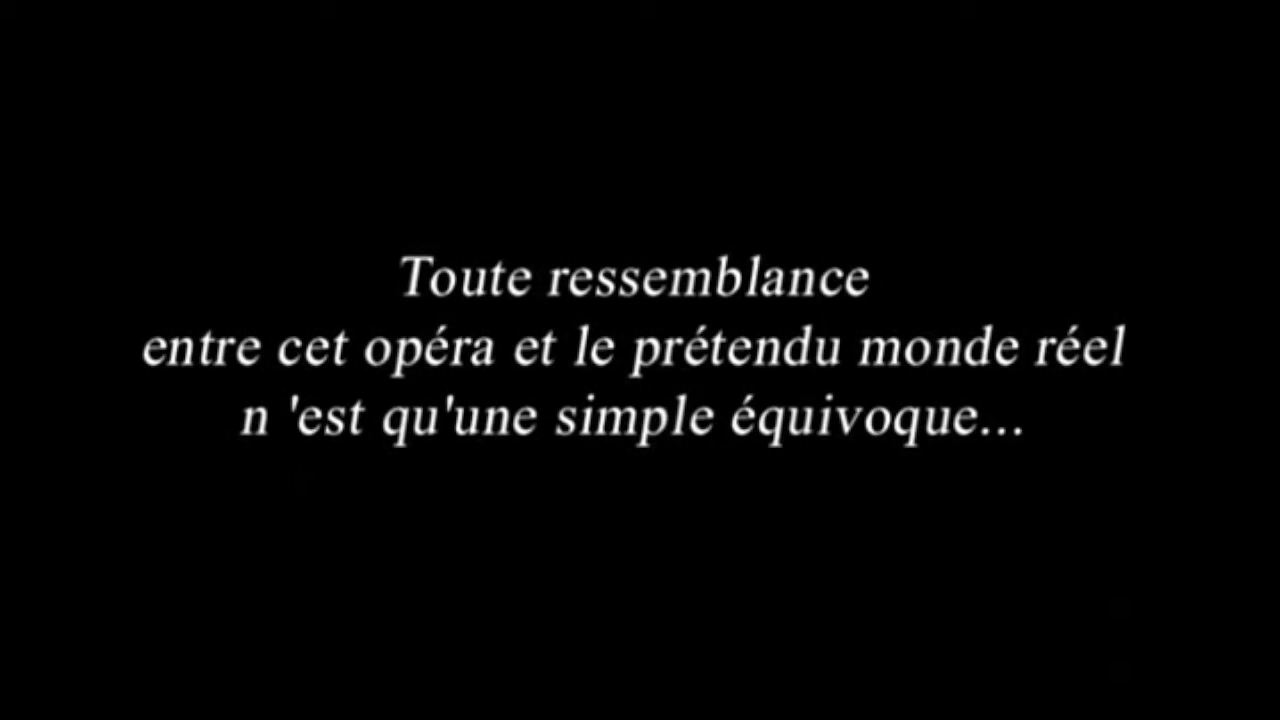 Toute ressemblance
entre cet opéra et le prétendu monde réel
n 'est qu'une simple équivoque...